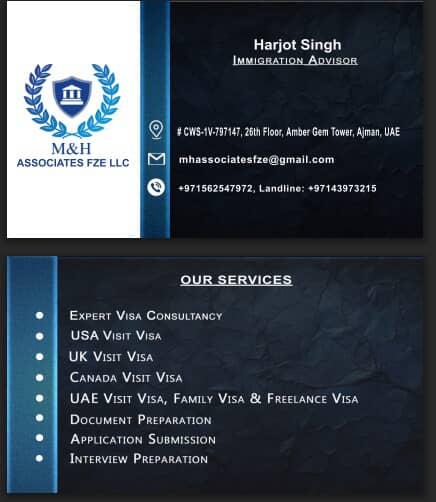 Harjot Singh
Immigration Advisor
M&H
ASSOCIATES FZE LLC
# CWS-1V-797147, 26th Floor, Amber Gem Tower, Ajman, UAE
mhassociatesfze@gmail.com
+971562547972, Landline: +97143973215
OUR SERVICES
Expert Visa Consultancy
USA Visit Visa
UK Visit Visa
Canada Visit Visa
UAE Visit Visa, Family Visa & Freelance Visa
Document Preparation
Application Submission
Interview Preparation